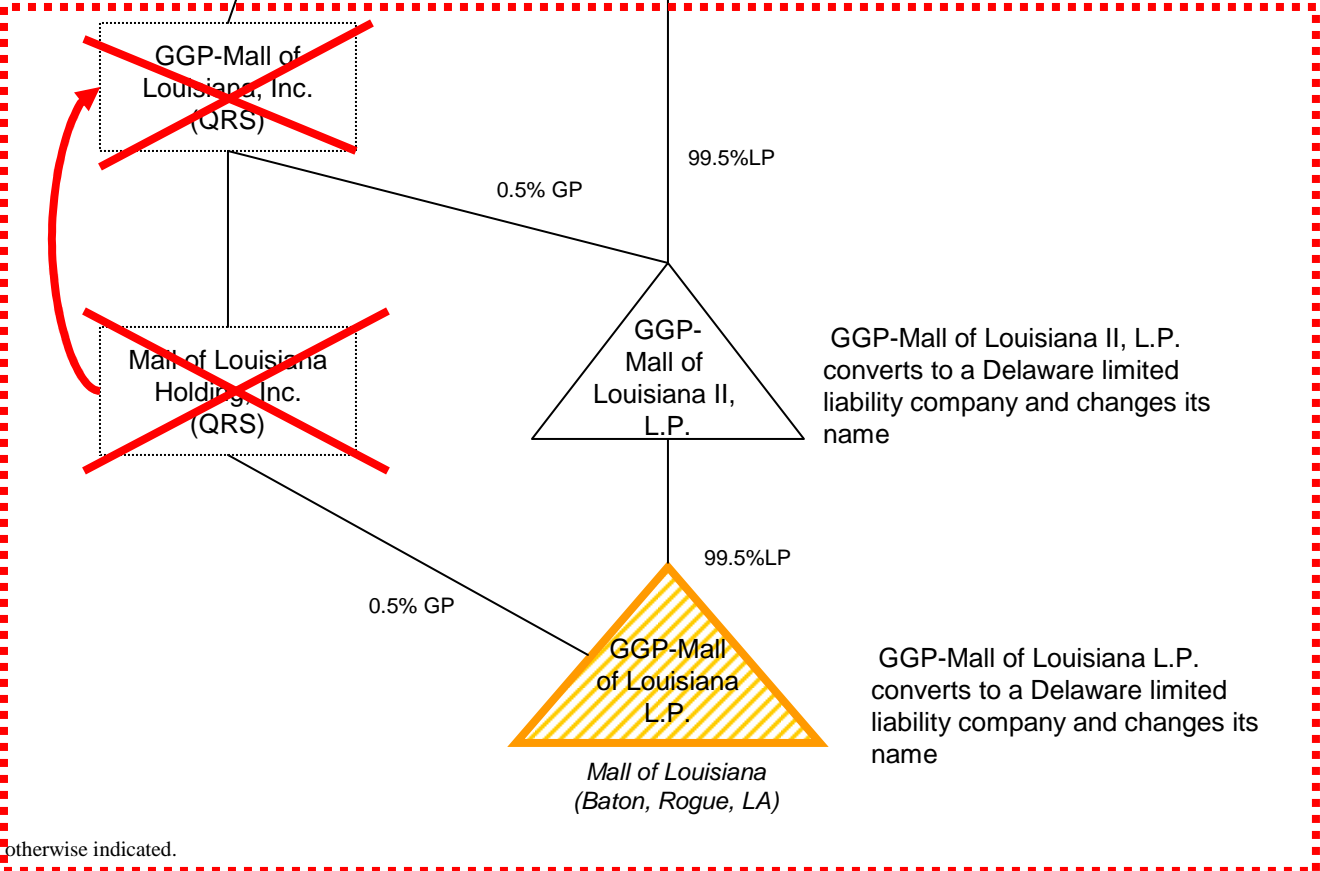 GGP-Mall of
Louisiana, Inc.
(QRS)
99.5%LP
0.5% GP
Mall of Louisiana
Holding, Inc.
(QRS)
GGP-
Mall of
Louisiana II,
L.P.
GGP-Mall of Louisiana II, L.P.
converts to a Delaware limited
liability company and changes its
name
99.5%LP
0.5% GP
GGP-Mall
of Louisiana
L.P.
GGP-Mall of Louisiana L.P.
converts to a Delaware limited
liability company and changes its
name
Mall of Louisiana
(Baton, Rogue, LA)
otherwise indicated.